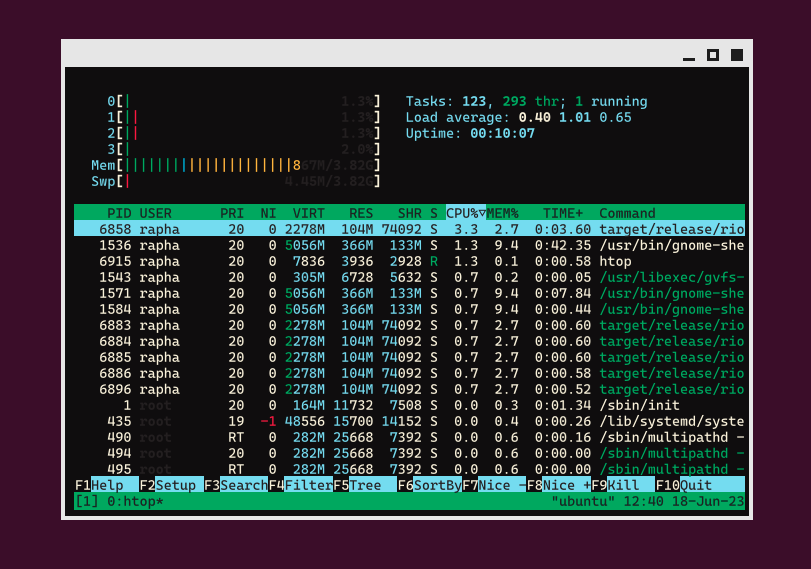 0[| 1.3%] Tasks: 123, 293 thr; 1 running
1[|| 1.3%] Load average: 0.40 1.01 0.65
2[|| 1.3%] Uptime: 00:10:07
3[| 2.0%]
Mem[|||||||||||||||||||||867M/3.82G]
Swp[| 4.45M/3.82G]
PID USER PRI NI VIRT RES SHR S CPU%▽MEM% TIME+ Command
6858 rapha 20 0 2278M 104M 74092 S 3.3 2.7 0:03.60 target/release/rio
1536 rapha 20 0 5056M 366M 133M S 1.3 9.4 0:42.35 /usr/bin/gnome-she
6915 rapha 20 0 7836 3936 2928 R 1.3 0.1 0:00.58 htop
1543 rapha 20 0 305M 6728 5632 S 0.7 0.2 0:00.05 /usr/libexec/gvfs-
1571 rapha 20 0 5056M 366M 133M S 0.7 9.4 0:07.84 /usr/bin/gnome-she
1584 rapha 20 0 5056M 366M 133M S 0.7 9.4 0:00.44 /usr/bin/gnome-she
6883 rapha 20 0 2278M 104M 74092 S 0.7 2.7 0:00.60 target/release/rio
6884 rapha 20 0 2278M 104M 74092 S 0.7 2.7 0:00.60 target/release/rio
6885 rapha 20 0 2278M 104M 74092 S 0.7 2.7 0:00.60 target/release/rio
6886 rapha 20 0 2278M 104M 74092 S 0.7 2.7 0:00.58 target/release/rio
6896 rapha 20 0 2278M 104M 74092 S 0.7 2.7 0:00.52 target/release/rio
1 root 20 0 164M 11732 7508 S 0.0 0.3 0:01.34 /sbin/init
435 root 19 -1 48556 15700 14152 S 0.0 0.4 0:00.26 /lib/systemd/syste
490 root RT 0 282M 25668 7392 S 0.0 0.6 0:00.16 /sbin/multipathd -
494 root 20 0 282M 25668 7392 S 0.0 0.6 0:00.00 /sbin/multipathd -
495 root RT 0 282M 25668 7392 S 0.0 0.6 0:00.00 /sbin/multipathd -
F1Help F2Setup F3SearchF4FilterF5Tree F6SortByF7Nice -F8Nice +F9Kill F10Quit
[1] 0:htop* "ubuntu" 12:40 18-Jun-23